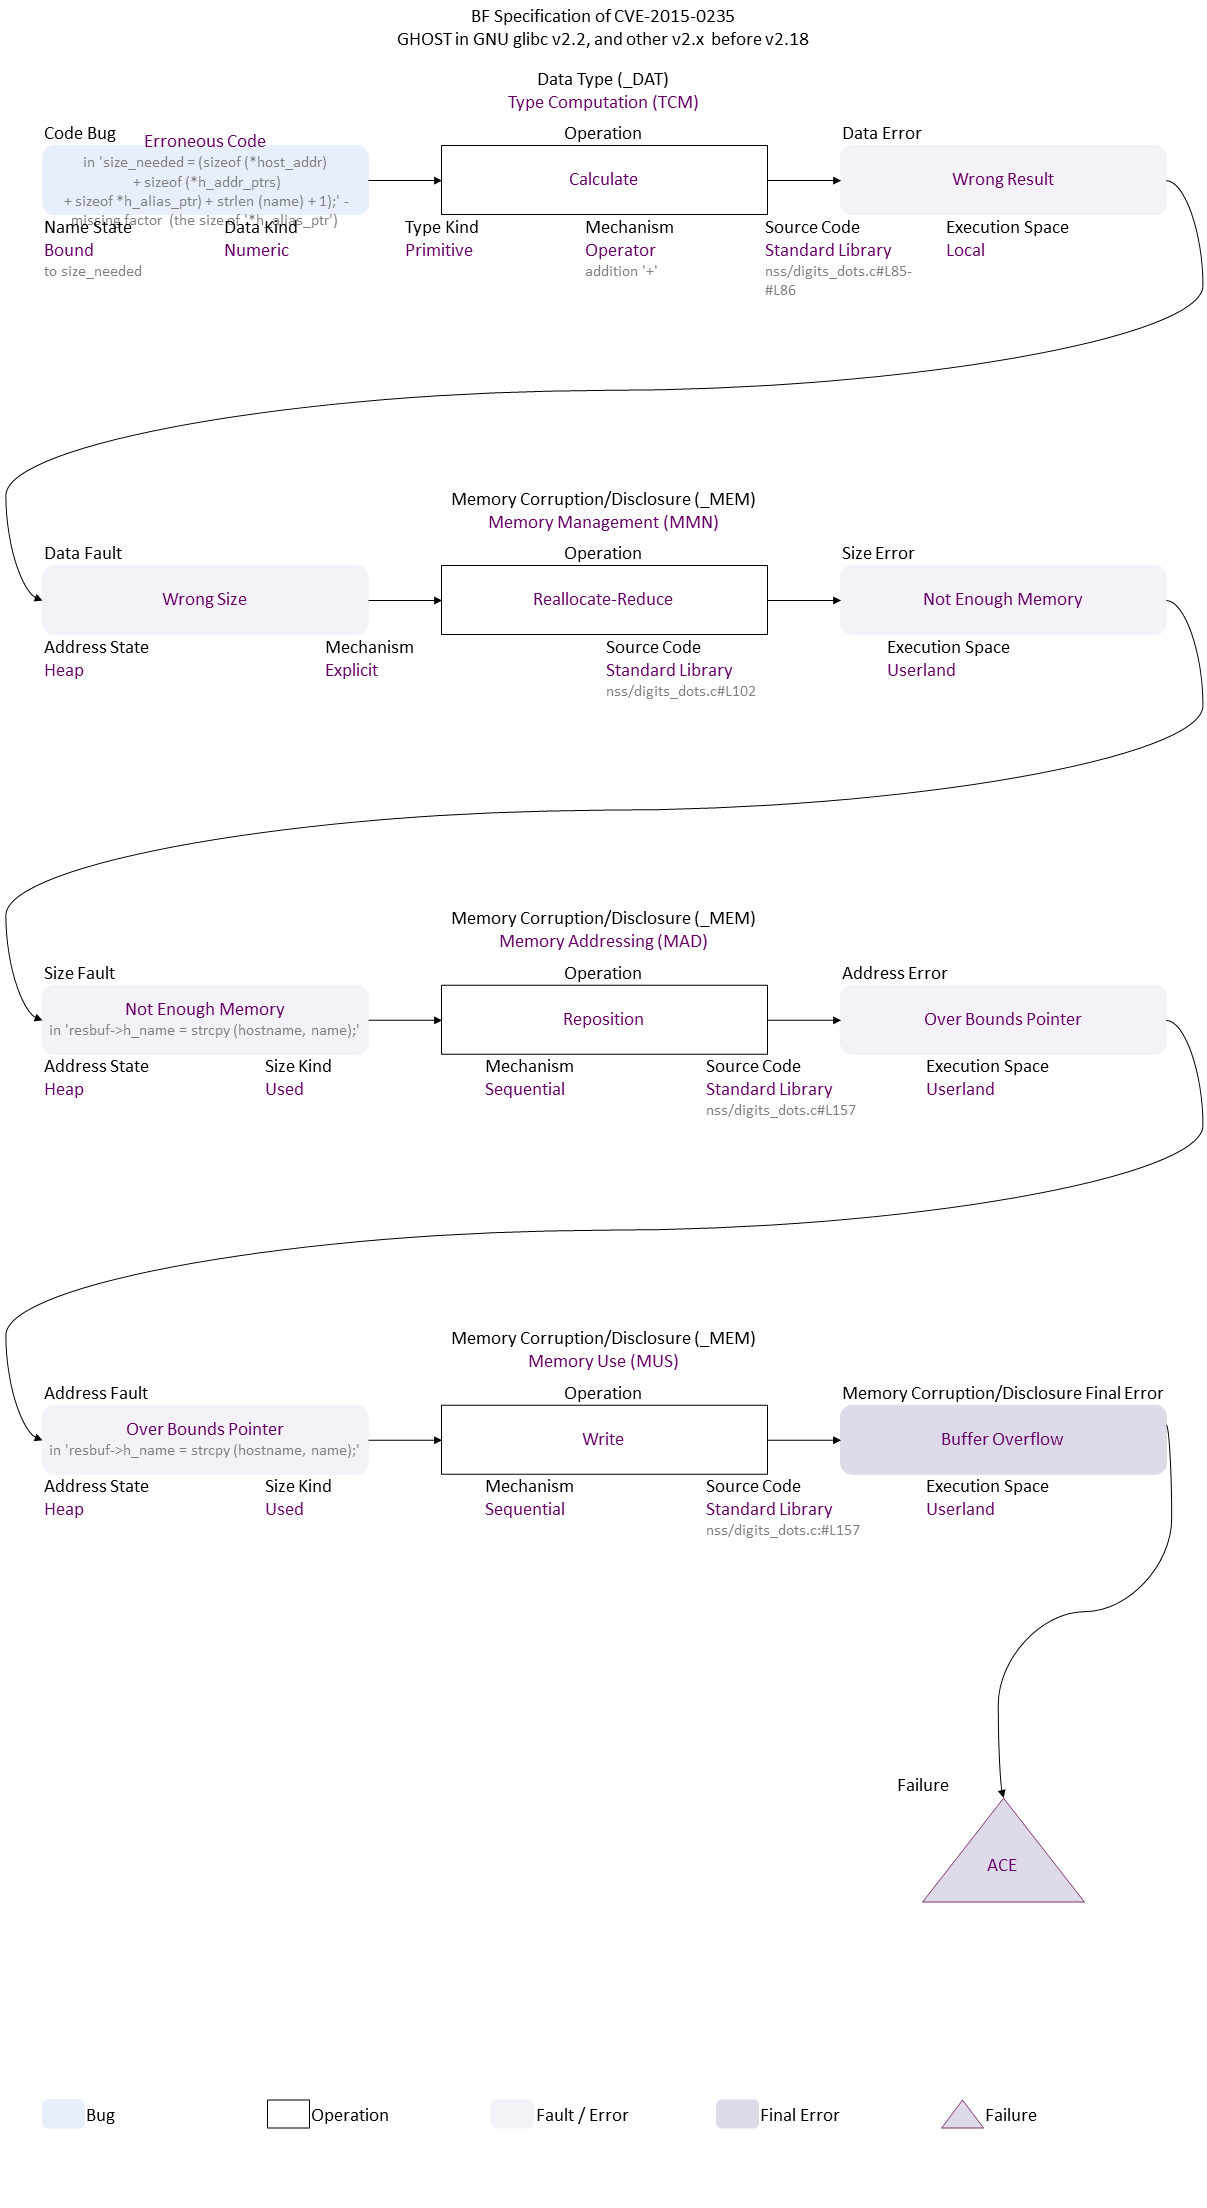 BF Specification of CVE-2015-0235
GHOST in GNU glibc v2.2, and other v2.x before v2.18
Data Type (_DAT)
Type Computation (TCM)
Code Bug
Operation
Data Error
Erroneous Code
in 'size_needed = (sizeof (*host_addr)
+ sizeof (*h_addr_ptrs)
+ sizeof *h_alias_ptr) + strlen (name) + 1);' -
missing factor (the size of '*h_alias_ptr')
Calculate
Wrong Result
Name State
Data Kind
Type Kind
Mechanism
Source Code
Execution Space
Bound
Numeric
Primitive
Operator
Standard Library
Local
to size_needed
addition '+'
nss/digits_dots.c#L85-
#L86
Memory Corruption/Disclosure (_MEM)
Memory Management (MMN)
Data Fault
Operation
Size Error
Wrong Size
Reallocate-Reduce
Not Enough Memory
Address State
Mechanism
Source Code
Execution Space
Heap
Explicit
Standard Library
Userland
nss/digits_dots.c#L102
Memory Corruption/Disclosure (_MEM)
Memory Addressing (MAD)
Size Fault
Operation
Address Error
Not Enough Memory
in 'resbuf->h_name = strcpy (hostname, name);'
Reposition
Over Bounds Pointer
Address State
Size Kind
Mechanism
Source Code
Execution Space
Heap
Used
Sequential
Standard Library
Userland
nss/digits_dots.c#L157
Memory Corruption/Disclosure (_MEM)
Memory Use (MUS)
Address Fault
Operation
Memory Corruption/Disclosure Final Error
Over Bounds Pointer
in 'resbuf->h_name = strcpy (hostname, name);'
Write
Buffer Overflow
Address State
Size Kind
Mechanism
Source Code
Execution Space
Heap
Used
Sequential
Standard Library
Userland
nss/digits_dots.c:#L157
Failure
ACE
Bug
Operation
Fault / Error
Final Error
Failure